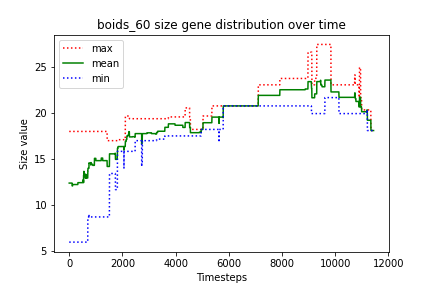 boids_60 size gene distribution over time
max
mean
min
Size value
25
20
15
10
5
0
2000
4000
6000
8000
10000
12000
Timesteps